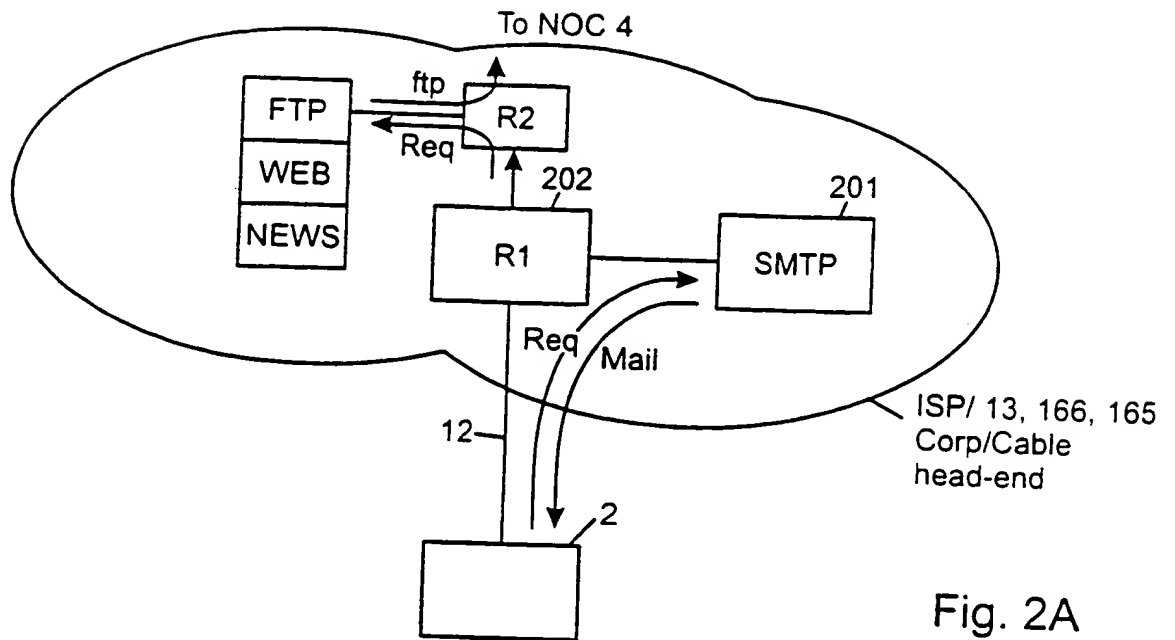 To NOC 4
ftp
FTP
R2
Req
WEB
202
201
NEWS
R1
SMTP
Req
Mail
ISP/ 13, 166, 165
Corp/Cable
head-end
12
2
Fig. 2A